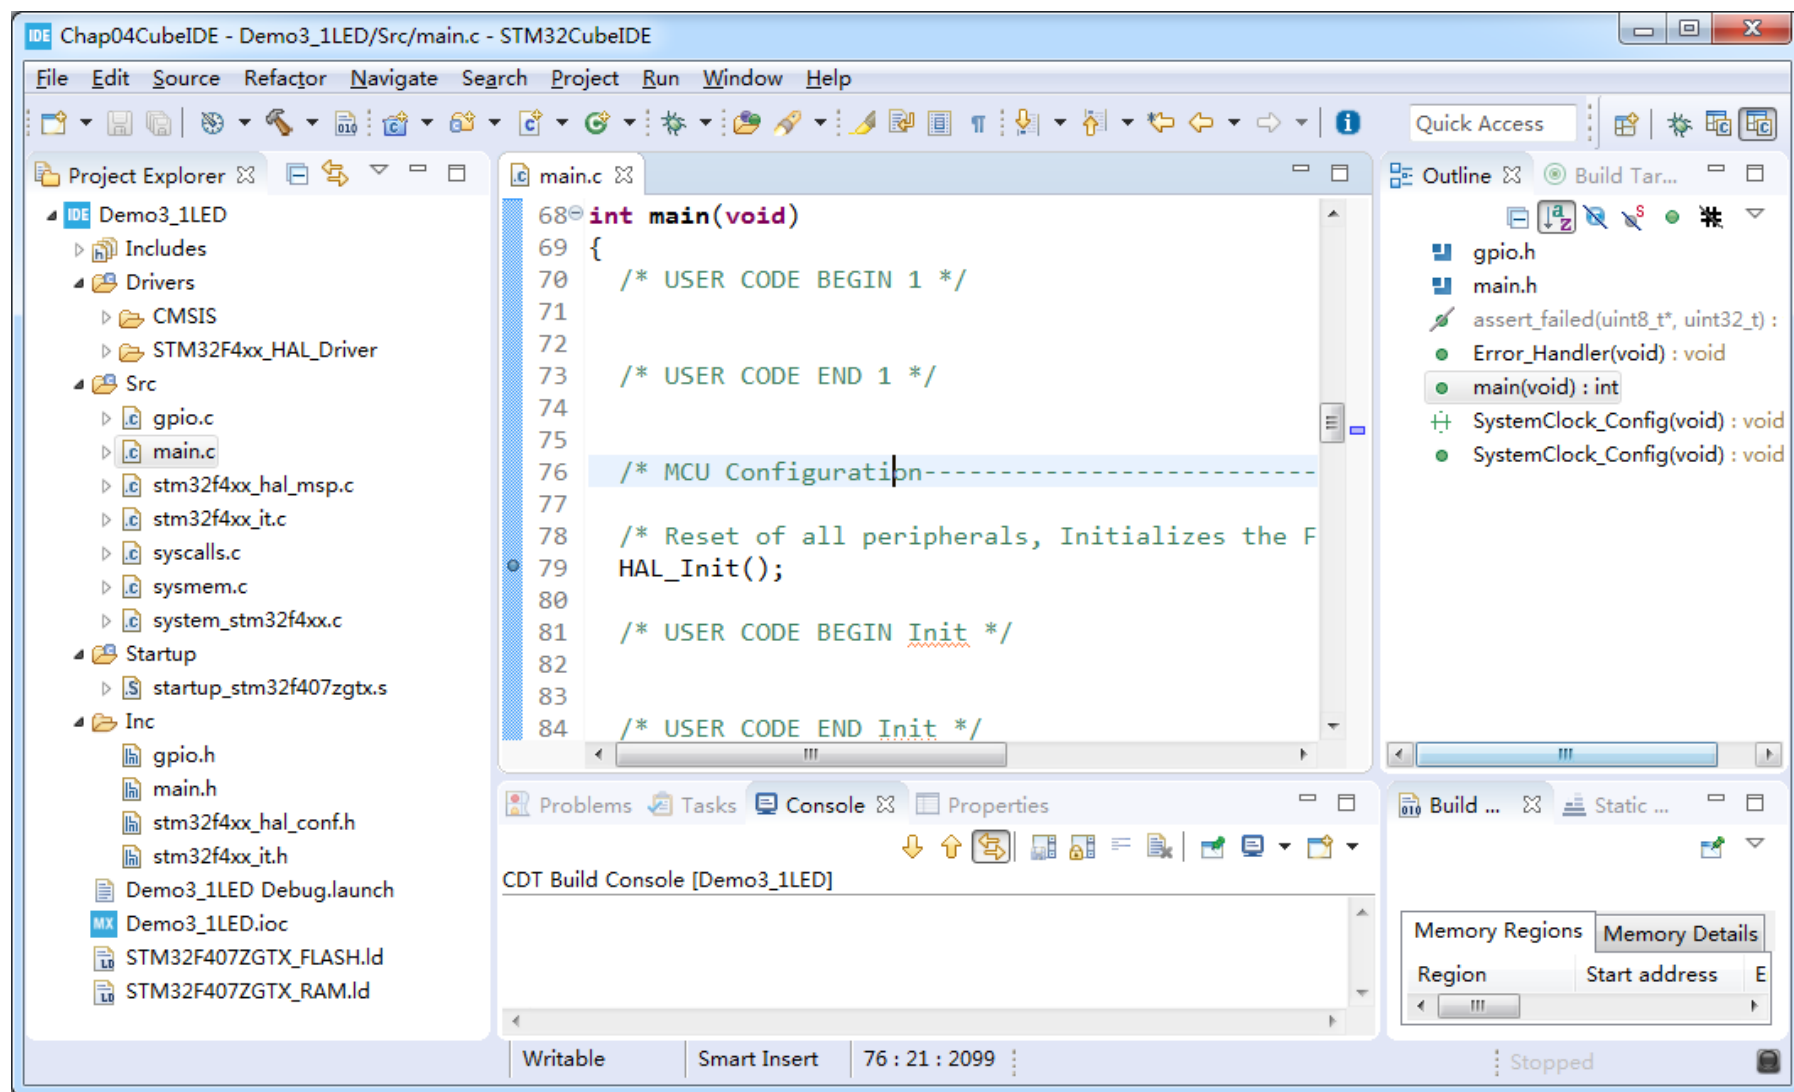 IDE Chap04CubeIDE - Demo3_1LED/Src/main.c - STM32CubeIDE
File Edit Source Refactor Navigate Search Project Run Window Help
Quick Access
Project Explorer
IDE Demo3_1LED
Includes
Drivers
CMSIS
STM32F4xx_HAL_Driver
Src
gpio.c
main.c
stm32f4xx_hal_msp.c
stm32f4xx_it.c
syscalls.c
sysmem.c
system_stm32f4xx.c
Startup
startup_stm32f407zgtx.s
Inc
gpio.h
main.h
stm32f4xx_hal_conf.h
stm32f4xx_it.h
Demo3_1LED Debug.launch
MX Demo3_1LED.ioc
STM32F407ZGTX_FLASH.ld
STM32F407ZGTX_RAM.ld
main.c
68 int main(void)
69 {
70 /* USER CODE BEGIN 1 */
71
72
73 /* USER CODE END 1 */
74
75
76 /* MCU Configuration--------------------------
77
78 /* Reset of all peripherals, Initializes the F
79 HAL_Init();
80
81 /* USER CODE BEGIN Init */
82
83
84 /* USER CODE END Init */
Outline Build Tar...
gpio.h
main.h
assert_failed(uint8_t*, uint32_t) :
Error_Handler(void) : void
main(void) : int
SystemClock_Config(void) : void
SystemClock_Config(void) : void
Problems Tasks Console Properties
CDT Build Console [Demo3_1LED]
Build ... Static ...
Memory Regions Memory Details
Region Start address E
Writable Smart Insert 76 : 21 : 2099 Stopped